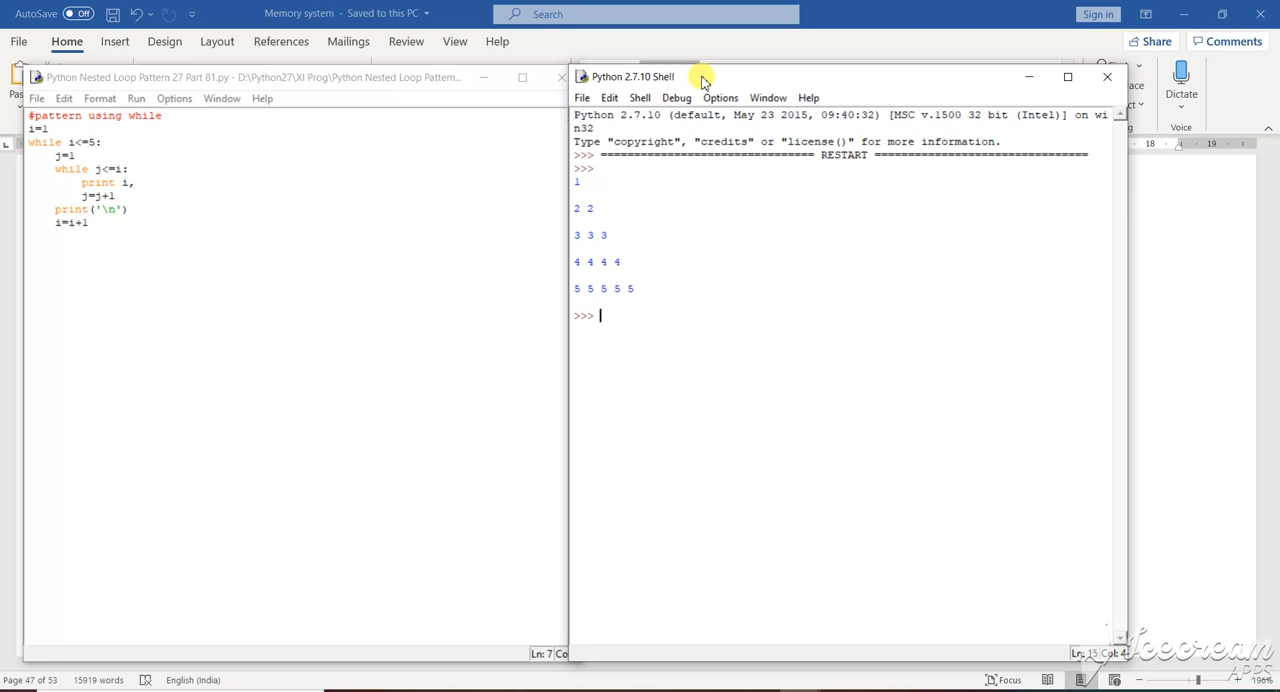 AutoSave Off Memory system - Saved to this PC Search Sign in
File Home Insert Design Layout References Mailings Review View Help Share Comments
Dictate
Voice
18 19
Python Nested Loop Pattern 27 Part 81.py - D:\Python27\XI Prog\Python Nested Loop Pattern...
File Edit Format Run Options Window Help
#pattern using while
i=1
while i<=5:
    j=1
    while j<=i:
        print i,
        j=j+1
    print('\n')
    i=i+1
Ln: 7
Python 2.7.10 Shell
File Edit Shell Debug Options Window Help
Python 2.7.10 (default, May 23 2015, 09:40:32) [MSC v.1500 32 bit (Intel)] on wi
n32
Type "copyright", "credits" or "license()" for more information.
>>> ================================ RESTART ================================
>>>
1
2 2
3 3 3
4 4 4 4
5 5 5 5 5
>>>
Ln: 15 Col: 4
Icecream
APPS
Page 47 of 53 15919 words English (India) Focus 196%